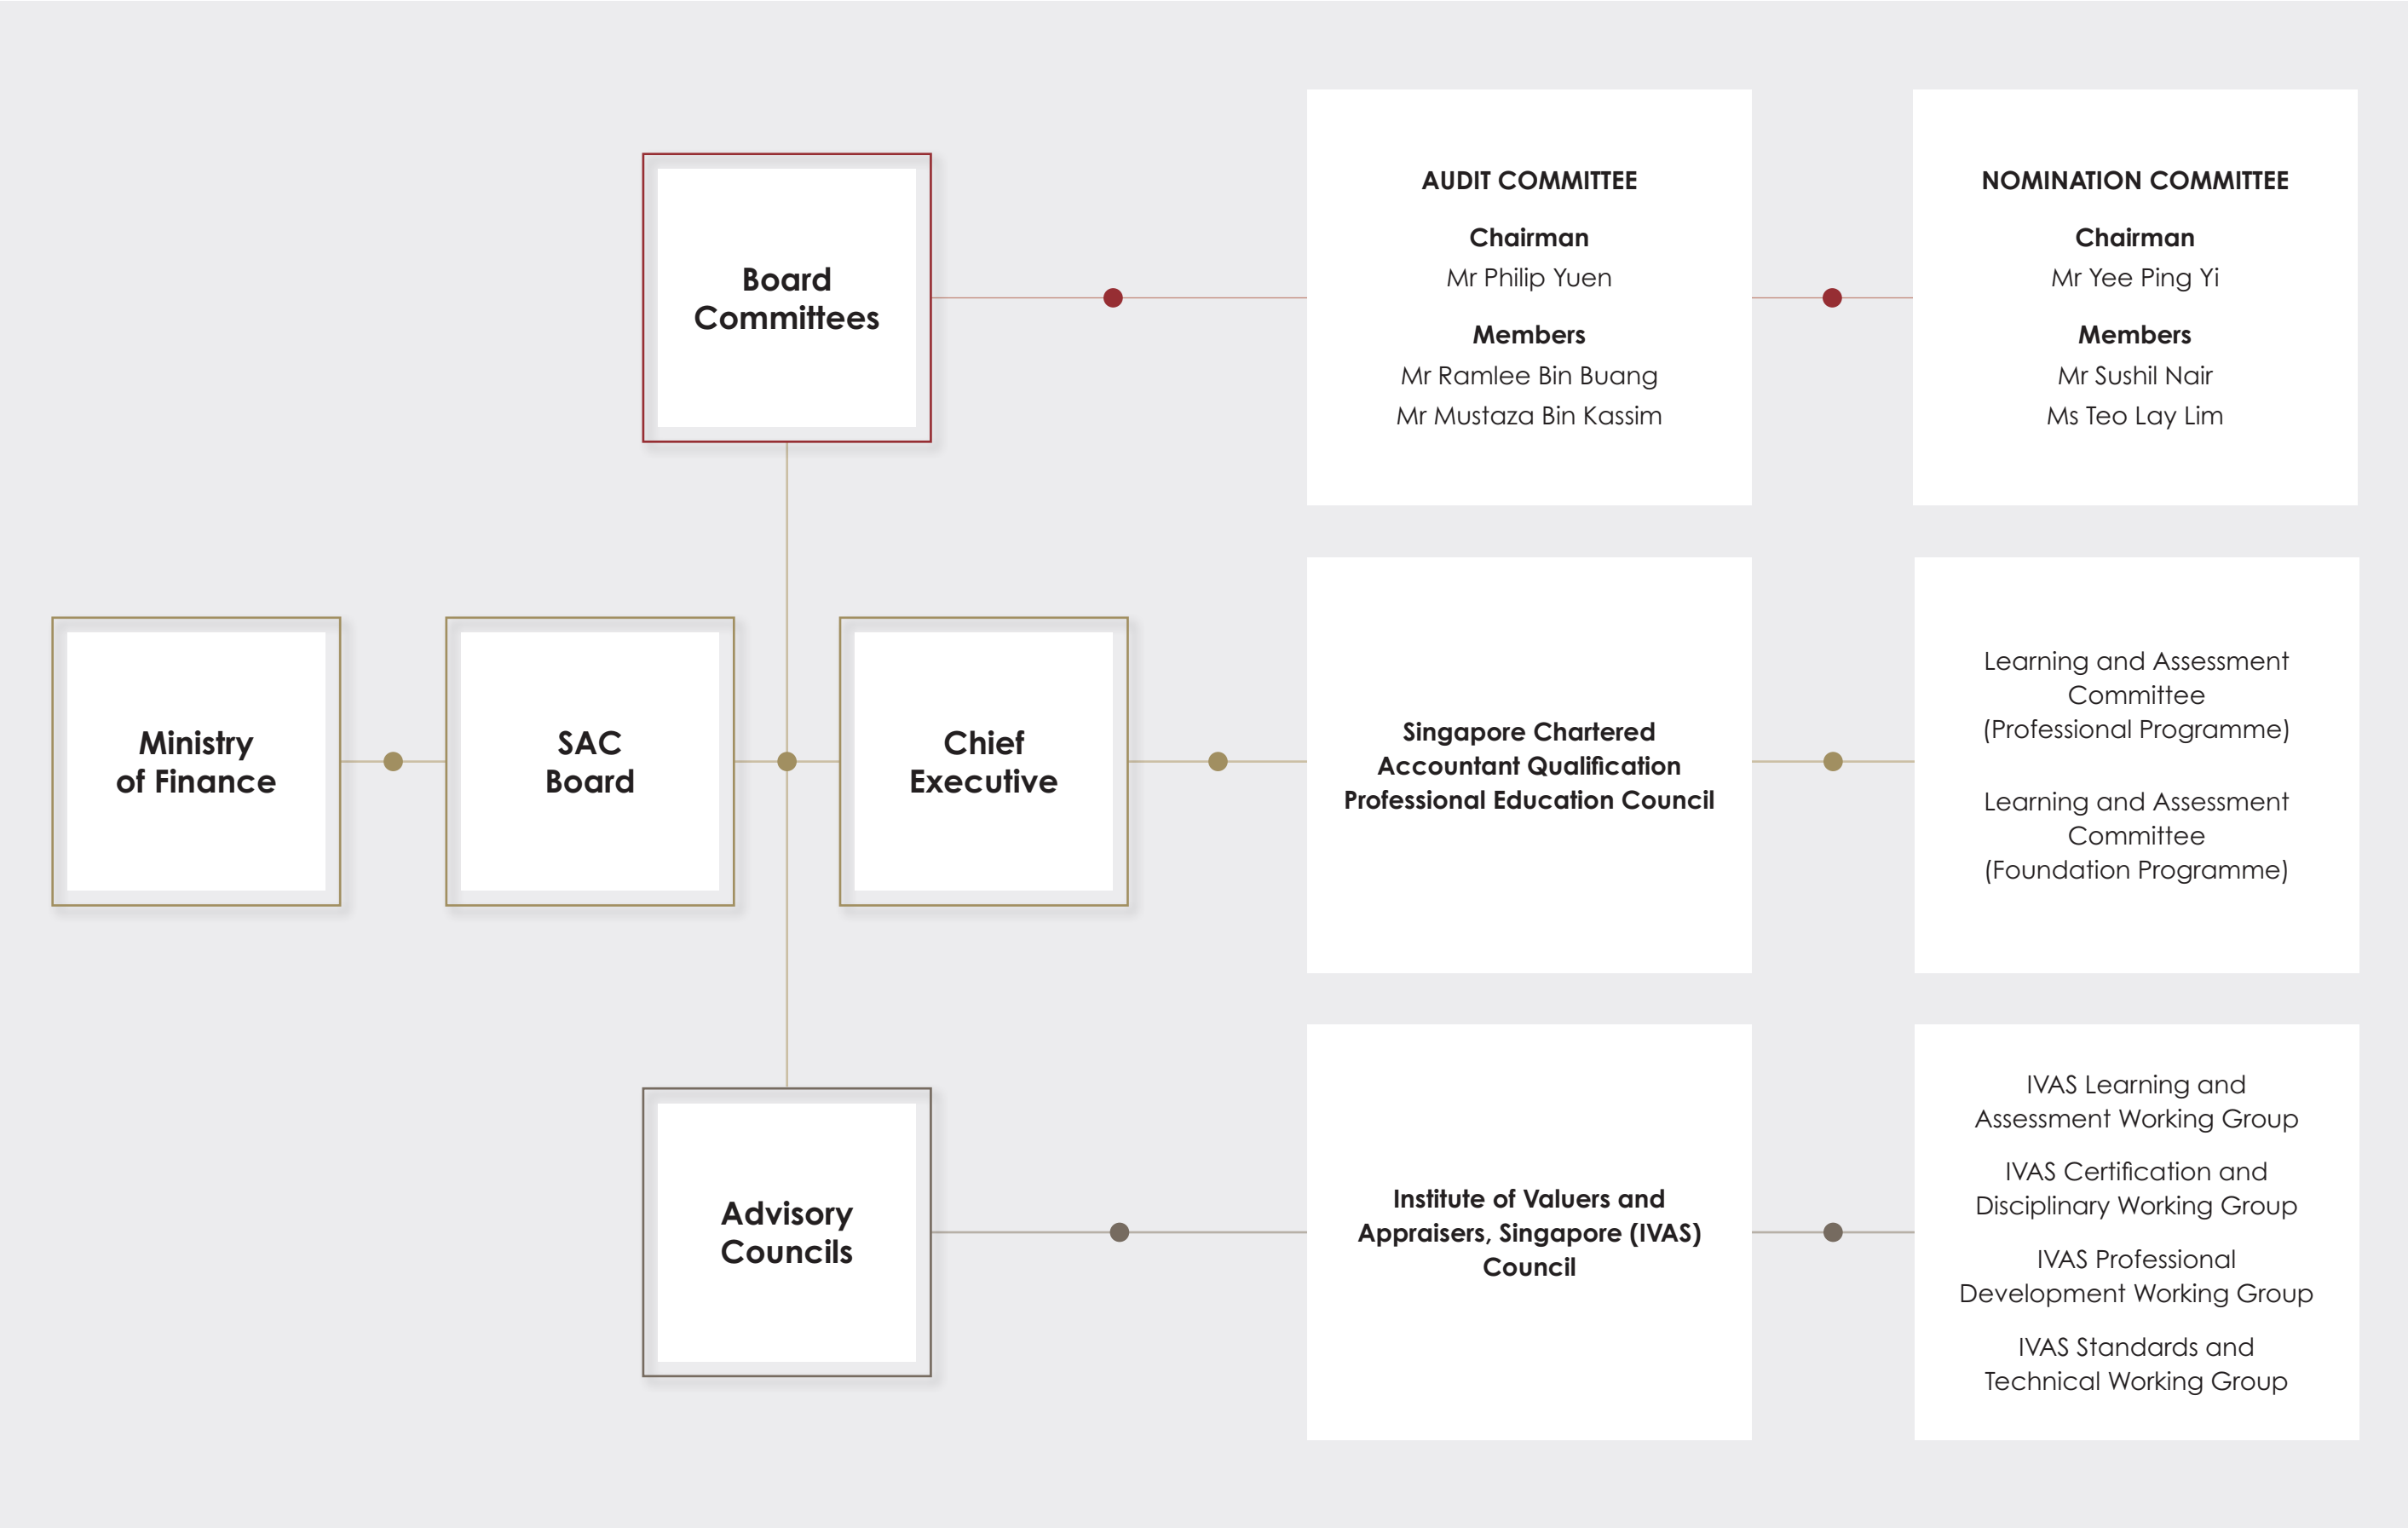 Board
Committees
AUDIT COMMITTEE
Chairman
Mr Philip Yuen
Members
Mr Ramlee Bin Buang
Mr Mustaza Bin Kassim
NOMINATION COMMITTEE
Chairman
Mr Yee Ping Yi
Members
Mr Sushil Nair
Ms Teo Lay Lim
Ministry
of Finance
SAC
Board
Chief
Executive
Singapore Chartered
Accountant Qualification
Professional Education Council
Learning and Assessment
Committee
(Professional Programme)
Learning and Assessment
Committee
(Foundation Programme)
Advisory
Councils
Institute of Valuers and
Appraisers, Singapore (IVAS)
Council
IVAS Learning and
Assessment Working Group
IVAS Certification and
Disciplinary Working Group
IVAS Professional
Development Working Group
IVAS Standards and
Technical Working Group